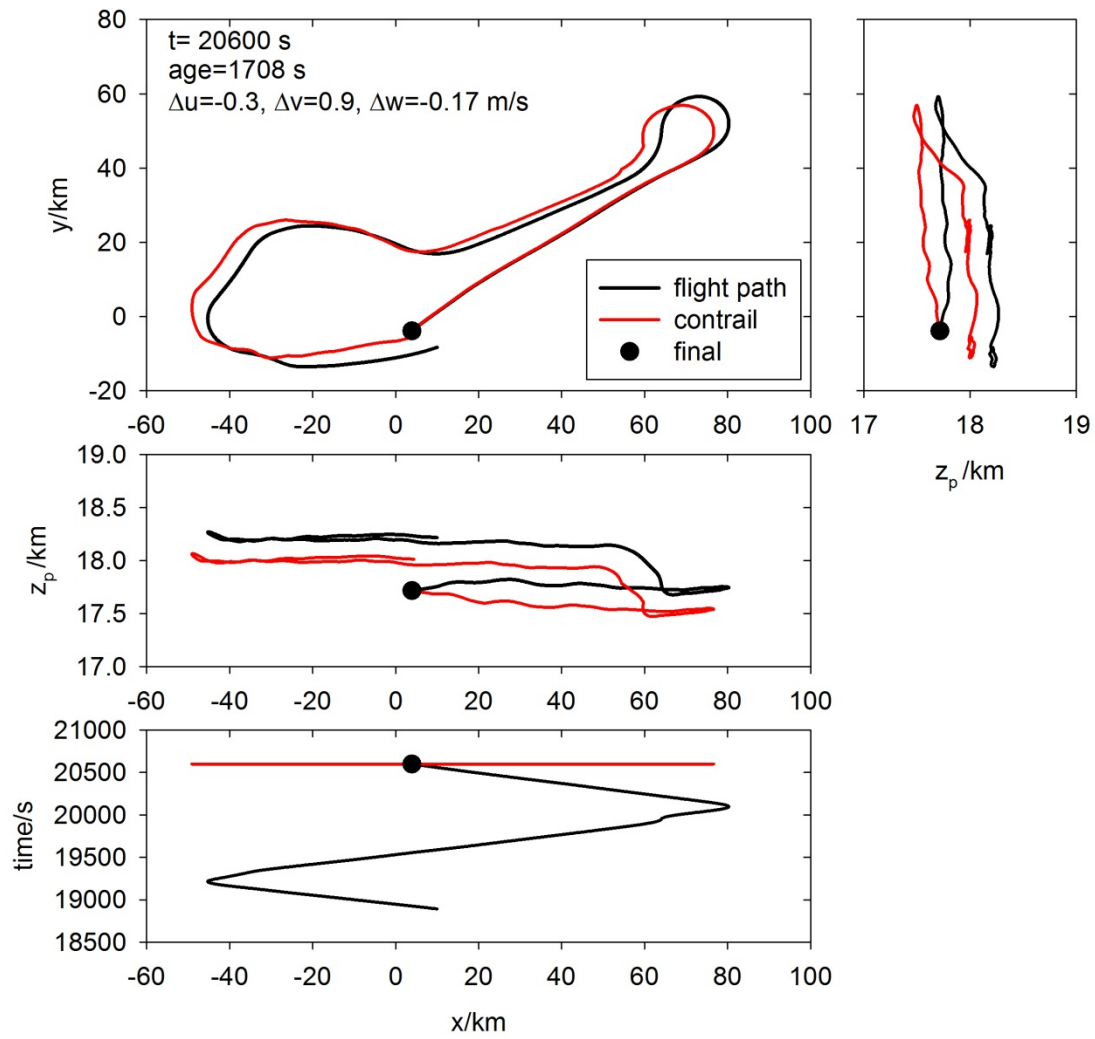 t= 20600 s
age=1708 s
Δu=-0.3, Δv=0.9, Δw=-0.17 m/s
80
60
40
20
0
-20
y/km
flight path
contrail
final
-60 -40 -20 0 20 40 60 80 100
17 18 19
z_p/km
19.0
18.5
18.0
17.5
17.0
z_p/km
-60 -40 -20 0 20 40 60 80 100
21000
20500
20000
19500
19000
18500
time/s
-60 -40 -20 0 20 40 60 80 100
x/km